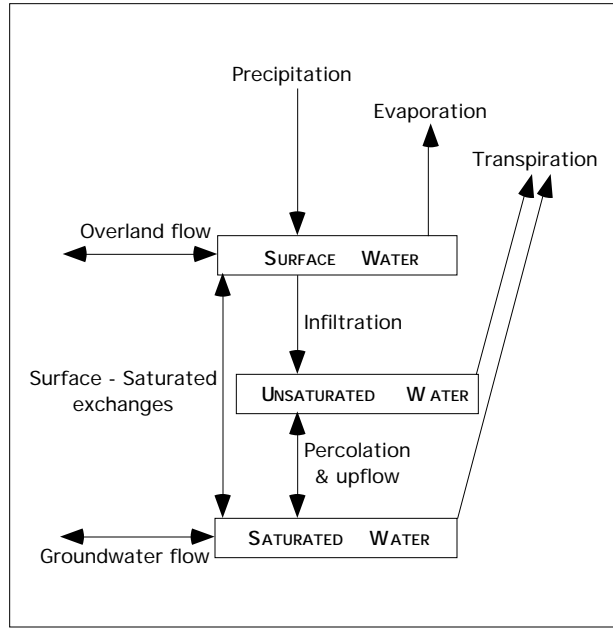 Precipitation
Evaporation
Transpiration
Overland flow
SURFACE WATER
Infiltration
Surface - Saturated
exchanges
UNSATURATED WATER
Percolation
& upflow
SATURATED WATER
Groundwater flow